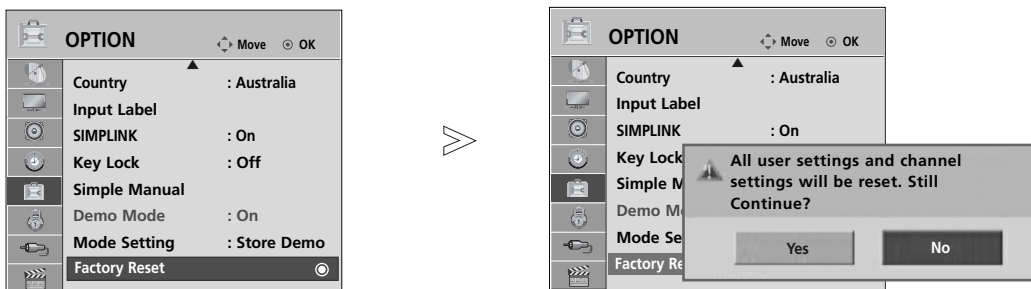 OPTION
Move OK
Country : Australia
Input Label
SIMPLINK : On
Key Lock : Off
Simple Manual
Demo Mode : On
Mode Setting : Store Demo
Factory Reset
OPTION
Move OK
Country : Australia
Input Label
SIMPLINK : On
Key Lock
Simple M
Demo M
Mode Se
Factory Re
All user settings and channel
settings will be reset. Still
Continue?
Yes No